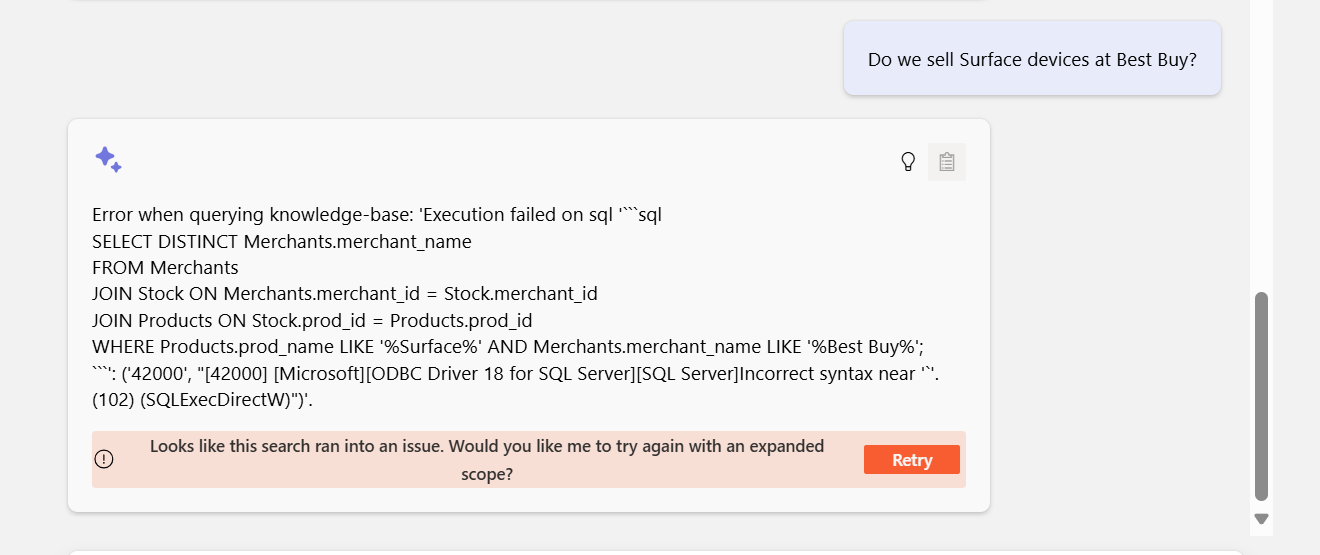 Do we sell Surface devices at Best Buy?
Error when querying knowledge-base: 'Execution failed on sql '```sql
SELECT DISTINCT Merchants.merchant_name
FROM Merchants
JOIN Stock ON Merchants.merchant_id = Stock.merchant_id
JOIN Products ON Stock.prod_id = Products.prod_id
WHERE Products.prod_name LIKE '%Surface%' AND Merchants.merchant_name LIKE '%Best Buy%';
```': ('42000', "[42000] [Microsoft][ODBC Driver 18 for SQL Server][SQL Server]Incorrect syntax near '`'.
(102) (SQLExecDirectW)")'.
Looks like this search ran into an issue. Would you like me to try again with an expanded
scope?
Retry